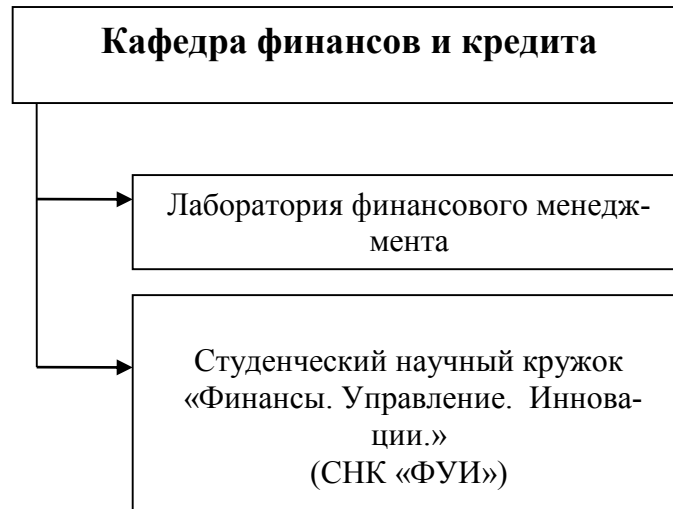 Кафедра финансов и кредита
Лаборатория финансового менедж-
мента
Студенческий научный кружок
«Финансы. Управление.  Иннова-
ции.»
(СНК «ФУИ»)